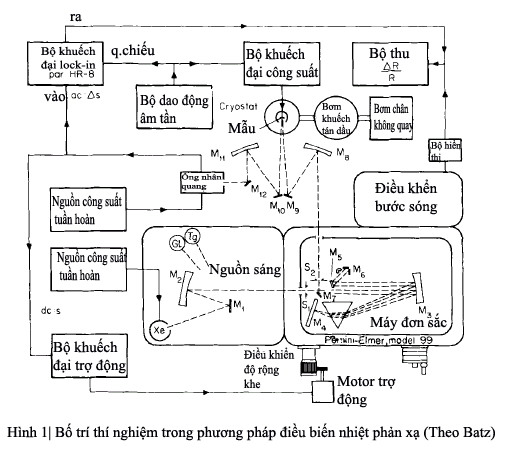 ra
Bộ khuếch
đại lock-in
par HR-8
q.chiếu
Bộ khuếch
đại công suất
Bộ thu
ΔR
R
vào
ac Δs
Bộ dao động
âm tần
Cryostat
Mẫu
Bơm
khuếch
tán dầu
Bơm chân
không quay
M11
M8
M12
M10
M9
Bộ hiển
thị
Ống nhân
quang
Nguồn công suất
tuần hoàn
Điều khển
bước sóng
Nguồn công suất
tuần hoàn
GL
Tg
Nguồn sáng
M2
M1
Xe
S2
M5
M6
M7
M3
S
M4
Máy đơn sắc
Perkini-Elmer, model 99
dc s
Bộ khuếch
đại trợ động
Điều khiển
độ rộng
khe
Motor trợ
động
Hình 1| Bố trí thí nghiệm trong phương pháp điều biến nhiệt phản xạ (Theo Batz)